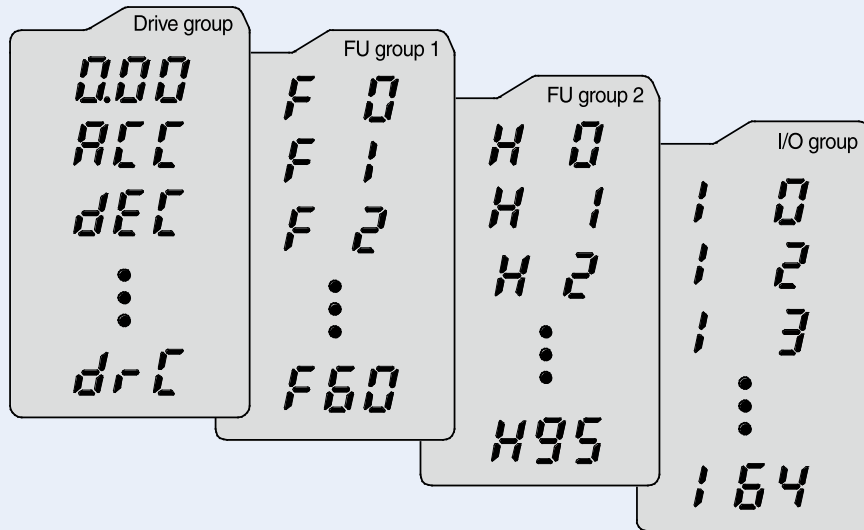 Drive group
0.00
ACC
dEC
drC
FU group 1
F 0
F 1
F 2
F60
FU group 2
H 0
H 1
H 2
H95
I/O group
I 0
I 2
I 3
I 64